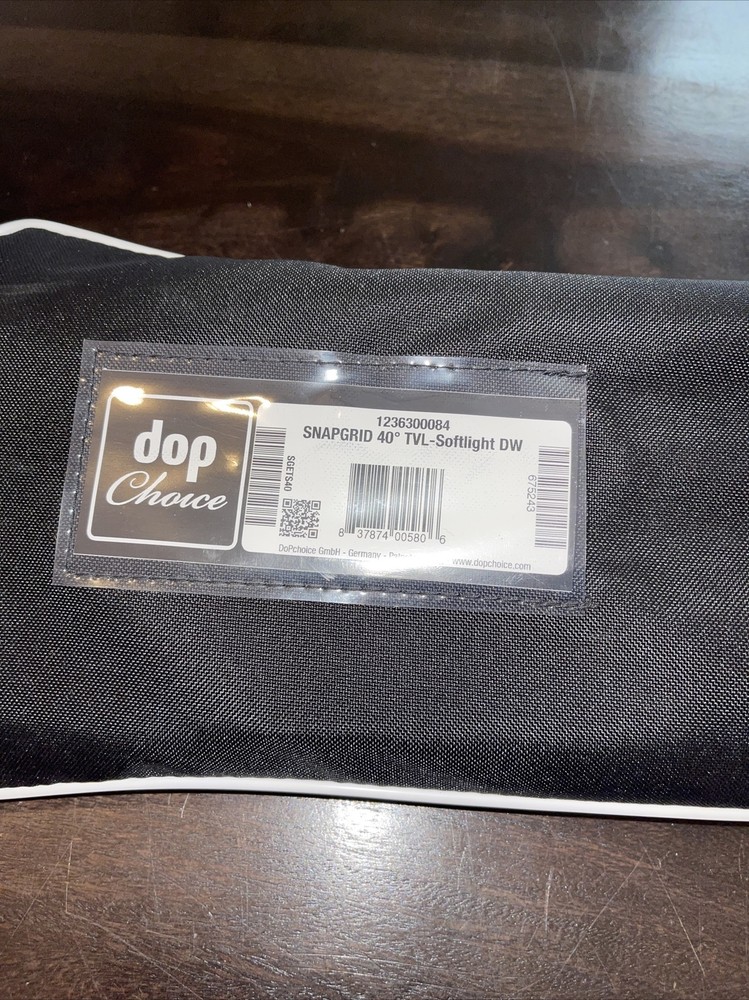 dop
Choice
1236300084
SNAPGRID 40° TVL-Softlight DW
SGETS40
675243
8 37874 00580 6
DoPchoice GmbH - Germany -
www.dopchoice.com